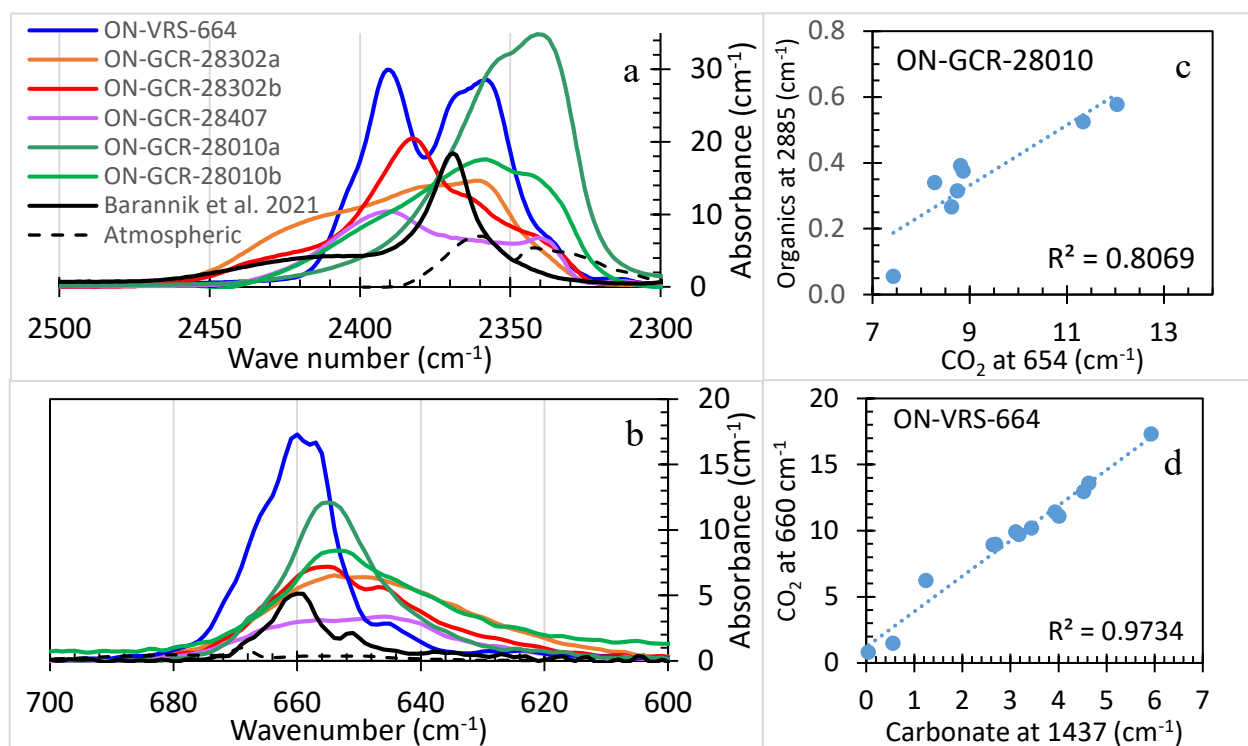 ON-VRS-664
ON-GCR-28302a
ON-GCR-28302b
ON-GCR-28407
ON-GCR-28010a
ON-GCR-28010b
Barannik et al. 2021
Atmospheric
a
30
20
10
0
Absorbance (cm⁻¹)
2500 2450 2400 2350 2300
Wave number (cm⁻¹)
b
20
15
10
5
0
Absorbance (cm⁻¹)
700 680 660 640 620 600
Wavenumber (cm⁻¹)
ON-GCR-28010
c
0.8
0.6
0.4
0.2
0.0
Organics at 2885 (cm⁻¹)
R² = 0.8069
7 9 11 13
CO₂ at 654 (cm⁻¹)
ON-VRS-664
d
20
15
10
5
0
CO₂ at 660 cm⁻¹)
R² = 0.9734
0 1 2 3 4 5 6 7
Carbonate at 1437 (cm⁻¹)